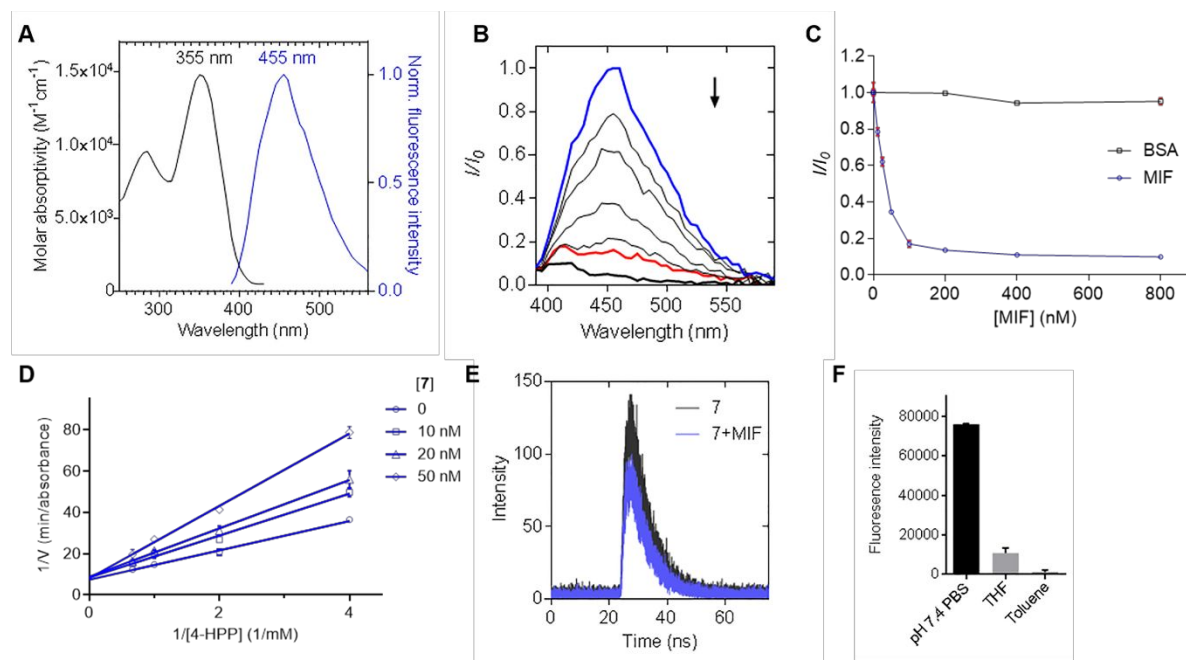 A
355 nm 455 nm
Molar absorptivity (M⁻¹cm⁻¹)
1.5x10⁴
1.0x10⁴
5.0x10³
0
1.0
0.5
0.0
Norm. fluorescence
intensity
300 400 500
Wavelength (nm)
B
I/I₀
1.0
0.8
0.6
0.4
0.2
0.0
400 450 500 550
Wavelength (nm)
C
I/I₀
1.2
1.0
0.8
0.6
0.4
0.2
0.0
BSA
MIF
0 200 400 600 800
[MIF] (nM)
D
[7]
0
10 nM
20 nM
50 nM
1/V (min/absorbance)
80
60
40
20
0
0 1 2 3 4
1/[4-HPP] (1/mM)
E
7
7+MIF
Intensity
150
100
50
0
0 20 40 60
Time (ns)
F
Fluoresence intensity
80000
60000
40000
20000
0
pH 7.4 PBS
THF
Toluene